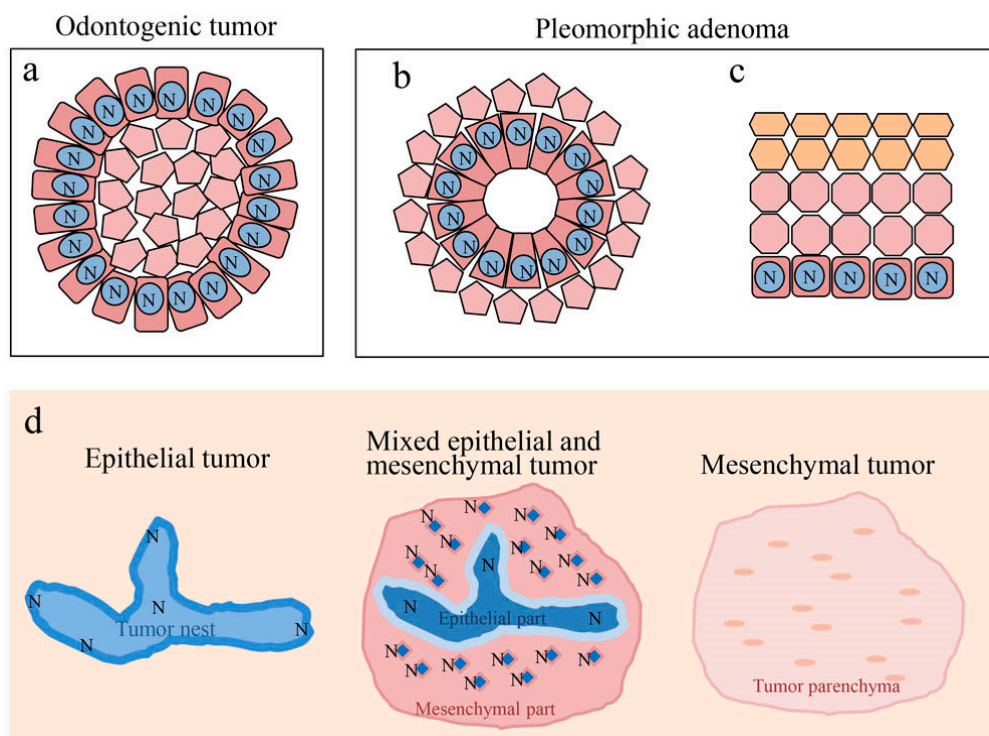 Odontogenic tumor
Pleomorphic adenoma
a
N N N N N N N N N N N N N N N N N N N N
b
N N N N N N N N N N N N N N
c
N N N N N
d
Epithelial tumor
N
N
N
Tumor nest
N
N
Mixed epithelial and
mesenchymal tumor
N N N N N N N N N N N
N
N
Epithelial part
N
N N N N N N N N
Mesenchymal part
Mesenchymal tumor
Tumor parenchyma